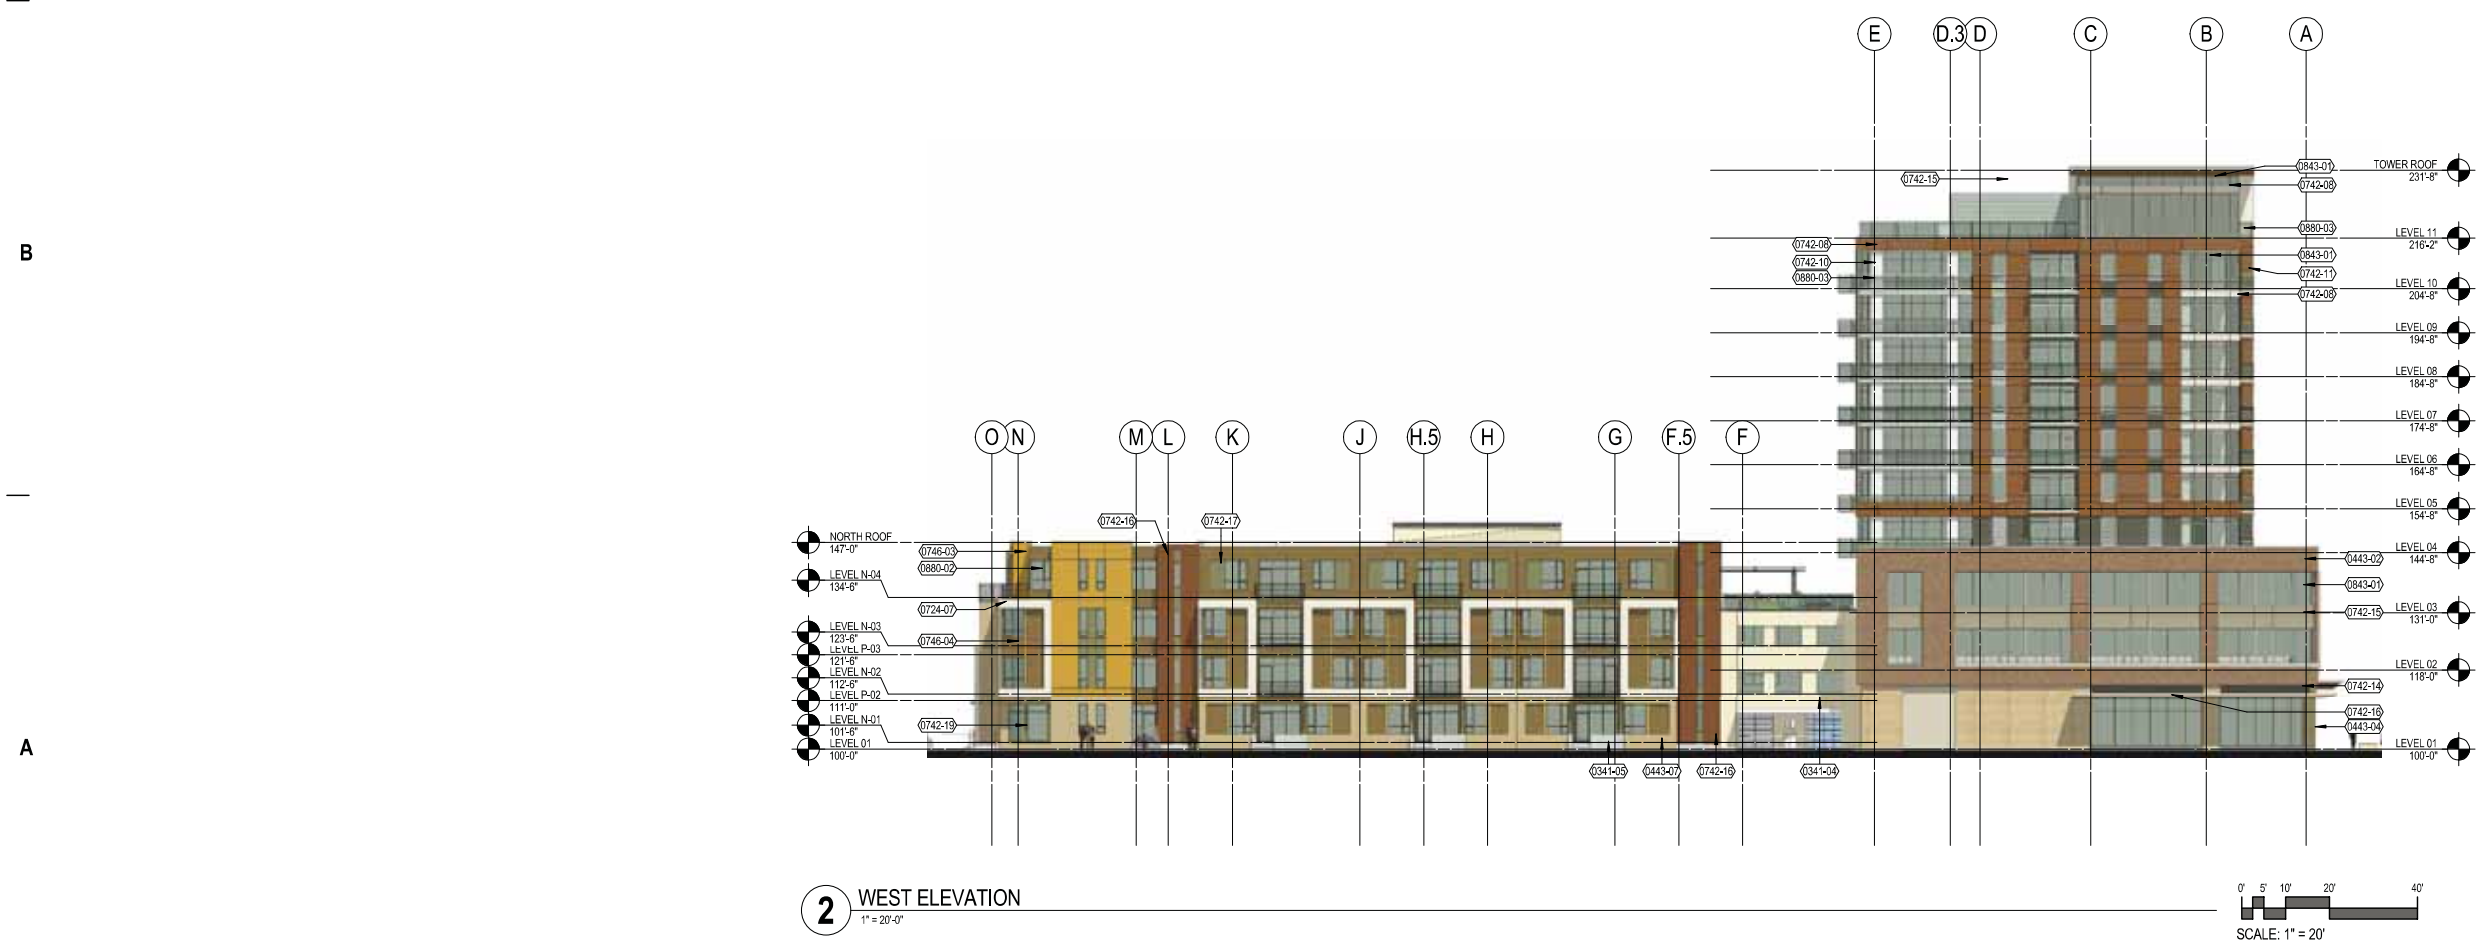 E D.3 D C B A
0843-01
TOWER ROOF
231'-8"
0742-15
0742-08
0880-03
LEVEL 11
216'-2"
0742-08
B
0843-01
0742-10
0742-11
0880-03
LEVEL 10
204'-8"
0742-08
LEVEL 09
194'-8"
LEVEL 08
184'-8"
LEVEL 07
174'-8"
O N M L K J H.5 H G F.5 F
LEVEL 06
164'-8"
LEVEL 05
154'-8"
0742-16
0742-17
NORTH ROOF
147'-0"
0746-03
LEVEL 04
144'-8"
0443-02
0880-02
LEVEL N-04
134'-6"
0843-01
0724-07
LEVEL 03
131'-0"
0742-15
LEVEL N-03
123'-6"
0746-04
LEVEL P-03
121'-6"
LEVEL 02
118'-0"
LEVEL N-02
112'-6"
0742-14
LEVEL P-02
111'-0"
0742-16
LEVEL N-01
101'-6"
0742-19
0443-04
A
LEVEL 01
100'-0"
LEVEL 01
100'-0"
0341-05
0443-07
0742-16
0341-04
2 WEST ELEVATION
1" = 20'-0"
0' 5' 10' 20' 40'
SCALE: 1" = 20'